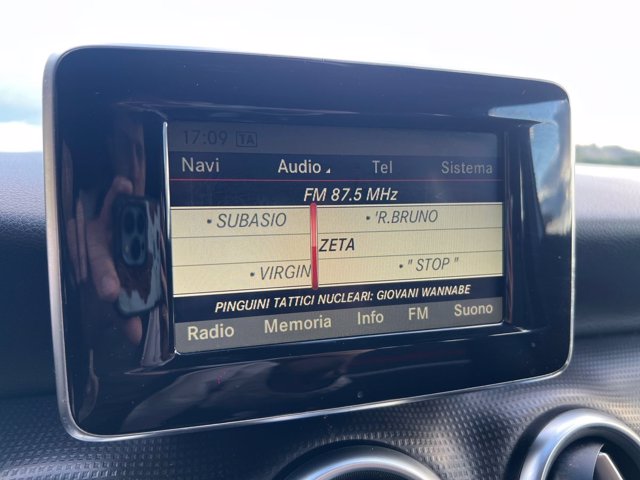 17:09 TA
Navi Audio Tel Sistema
FM 87.5 MHz
• SUBASIO • 'R.BRUNO
ZETA
• VIRGIN • " STOP "
PINGUINI TATTICI NUCLEARI: GIOVANI WANNABE
Radio Memoria Info FM Suono